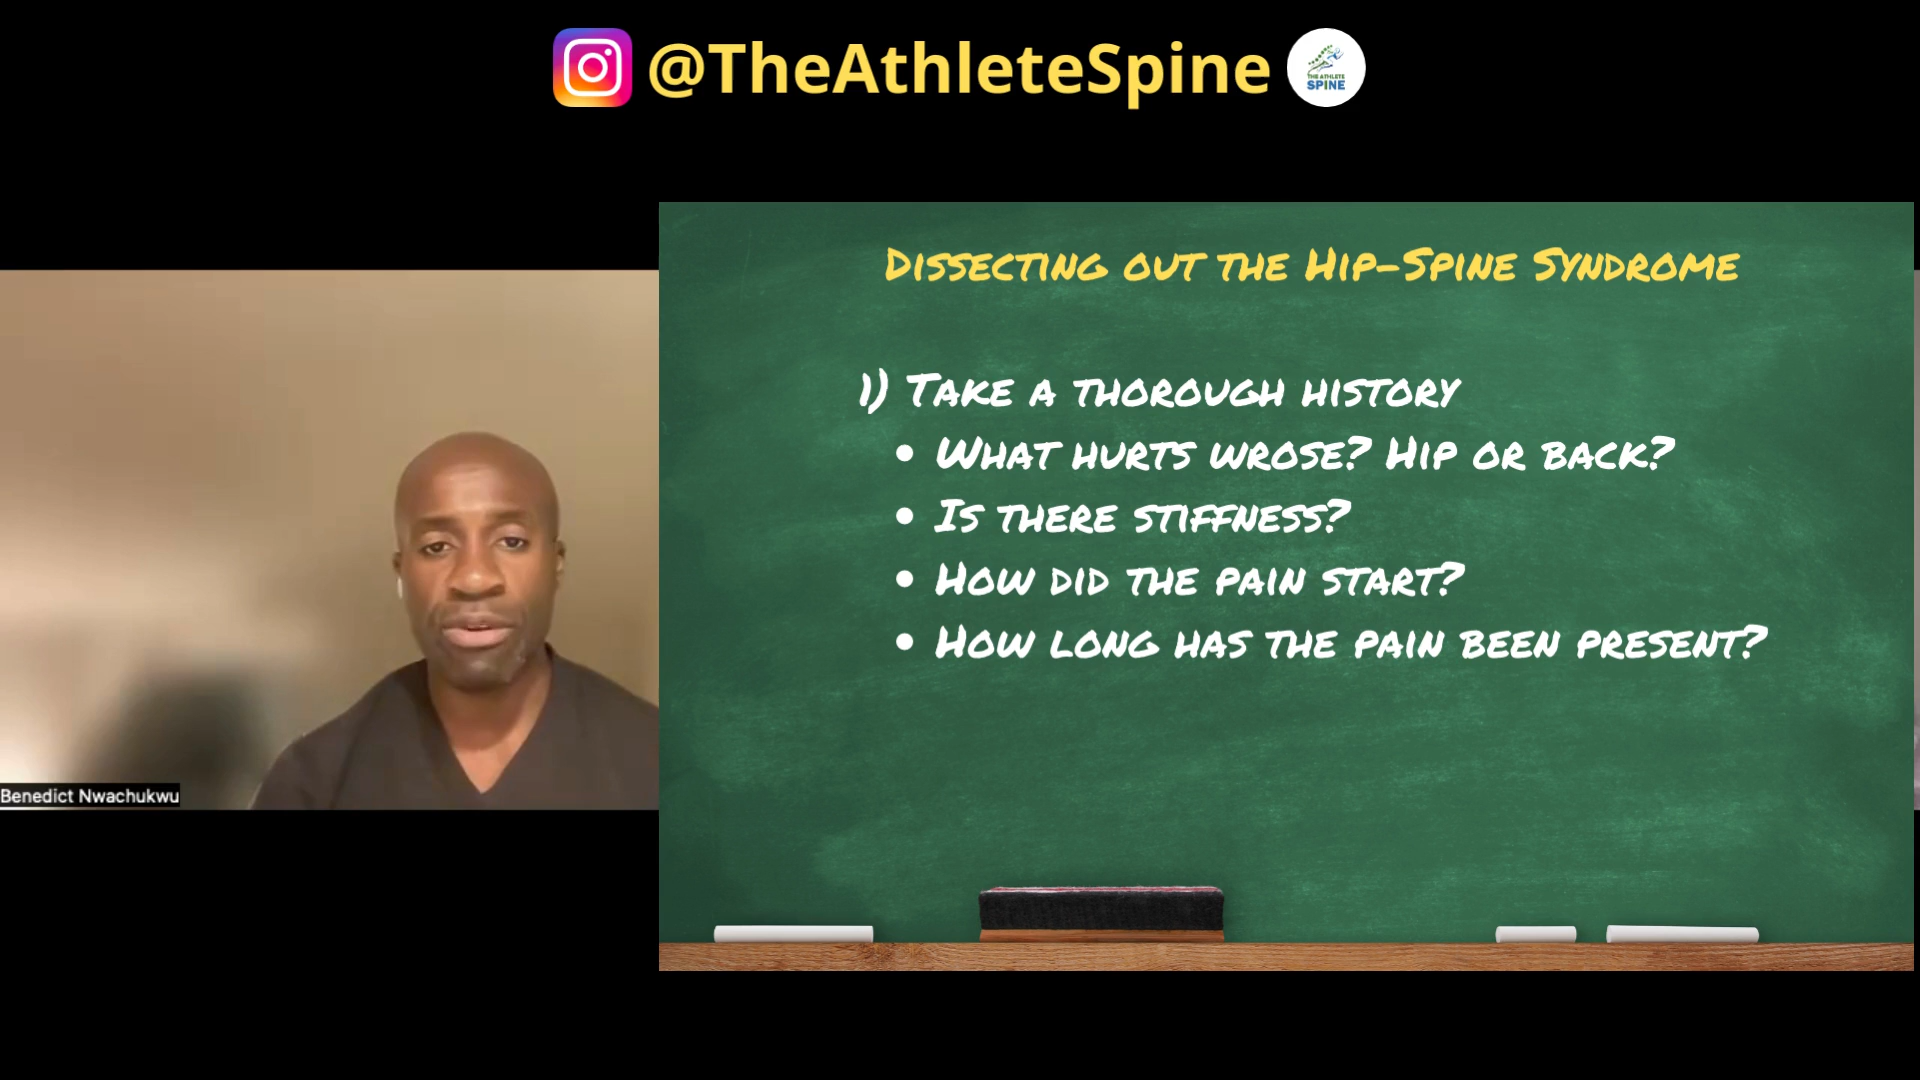 @TheAthleteSpine
THE ATHLETE
SPINE
Dissecting out the Hip-Spine Syndrome
1) Take a thorough history
• What hurts wrose? Hip or back?
• Is there stiffness?
• How did the pain start?
• How long has the pain been present?
Benedict Nwachukwu